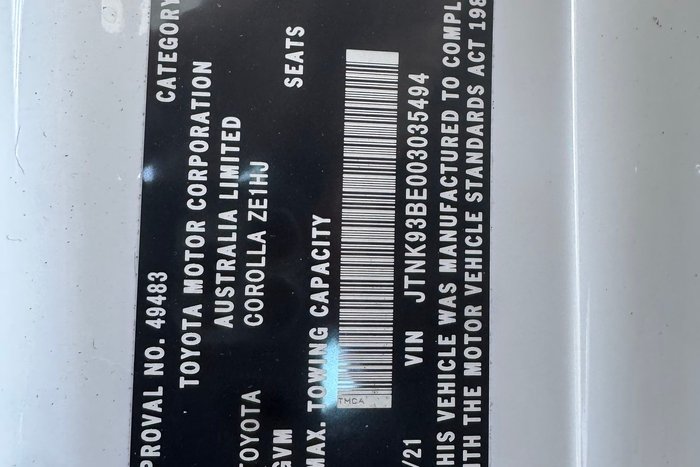 PROVAL NO. 49483 CATEGORY
TOYOTA MOTOR CORPORATION
AUSTRALIA LIMITED
TOYOTA COROLLA ZE1HJ
GVM SEATS
MAX. TOWING CAPACITY
TMCA
/21 VIN JTNK93BE003035494
HIS VEHICLE WAS MANUFACTURED TO COMPL
ITH THE MOTOR VEHICLE STANDARDS ACT 198